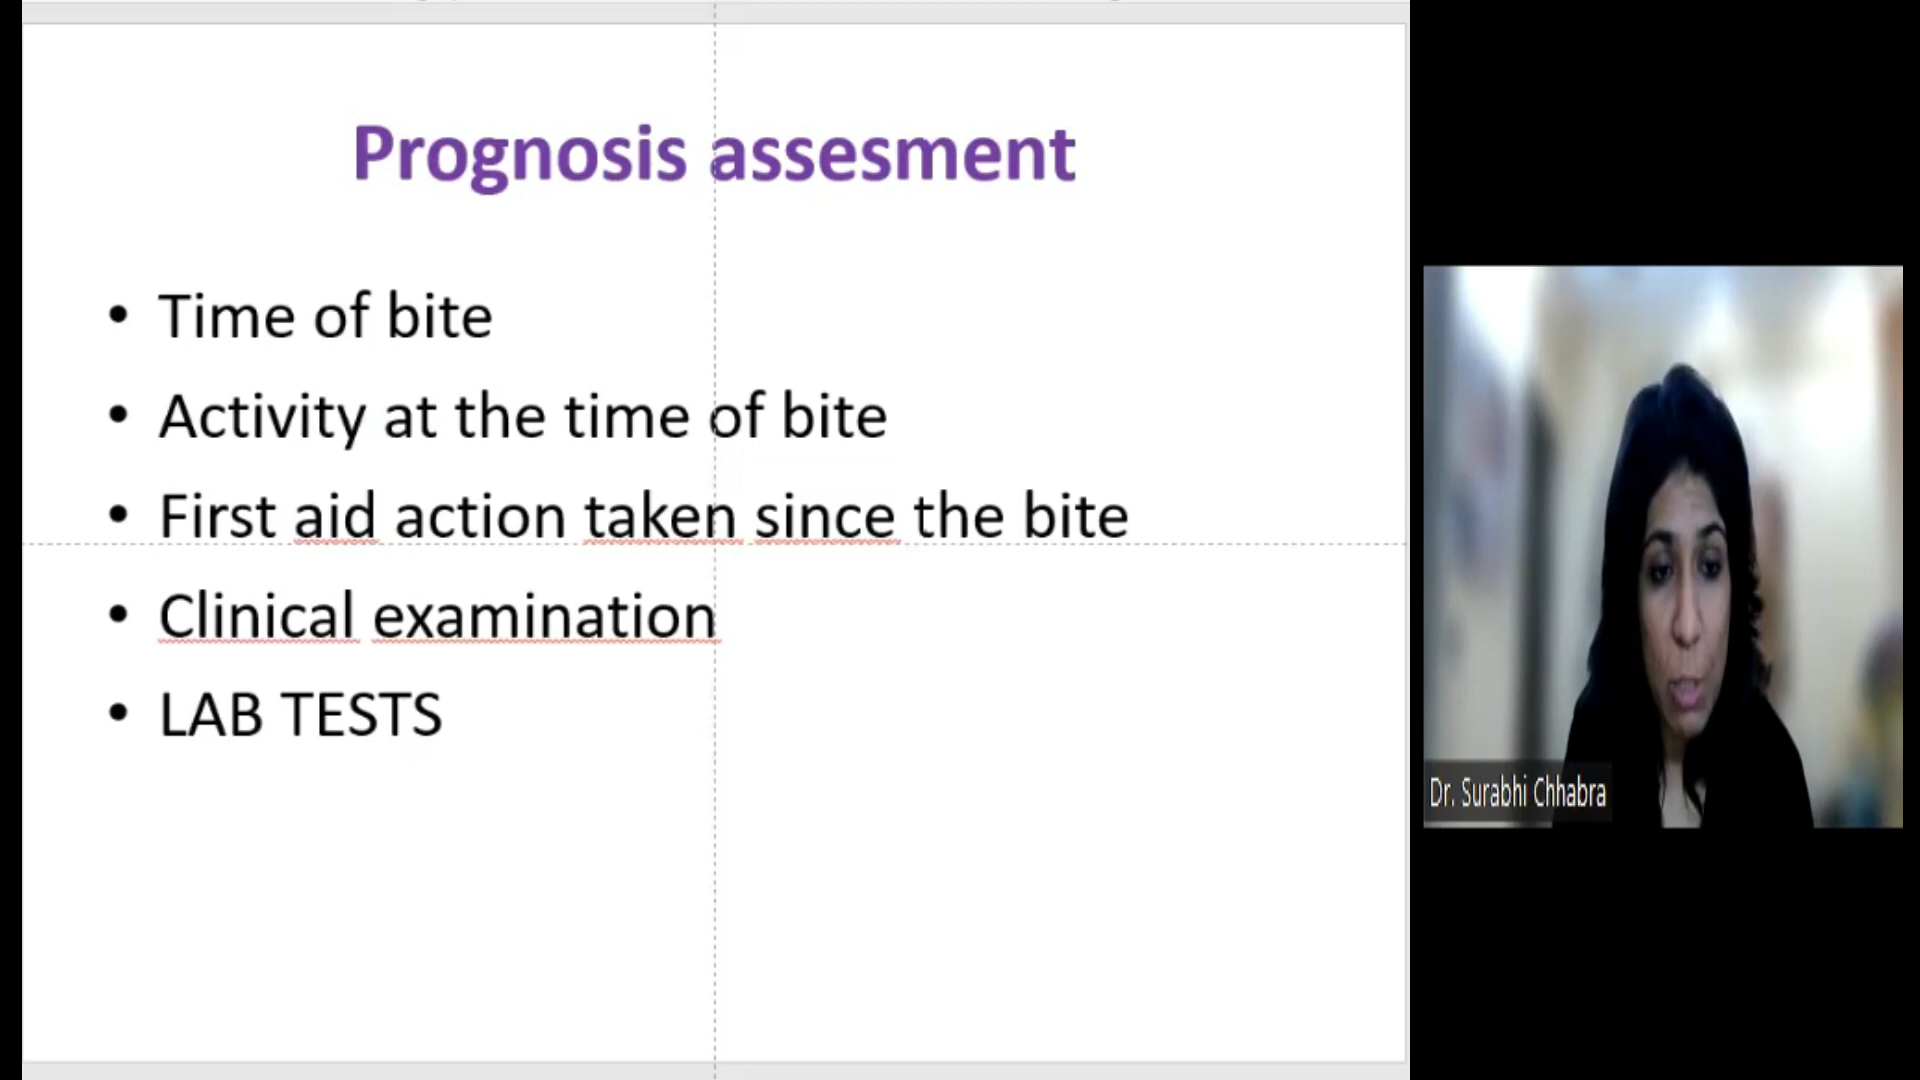 Prognosis assesment
• Time of bite
• Activity at the time of bite
• First aid action taken since the bite
• Clinical examination
• LAB TESTS
Dr. Surabhi Chhabra